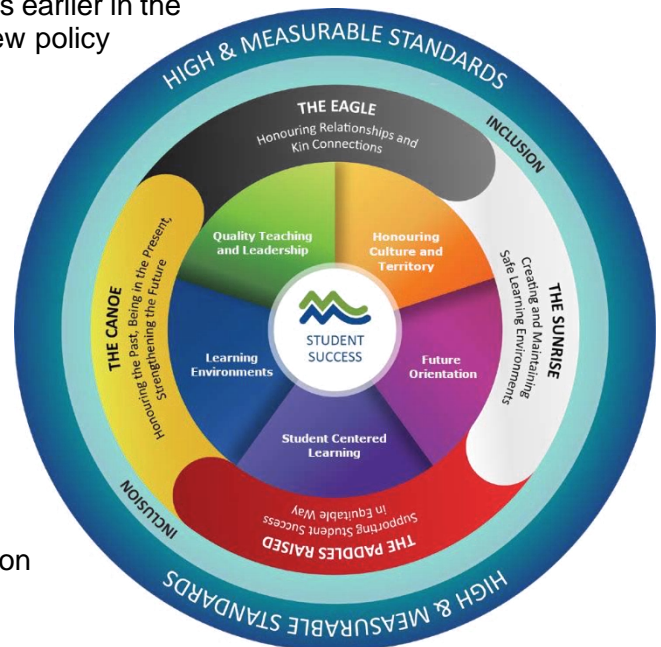 s earlier in the
ew policy
HIGH & MEASURABLE STANDARDS
INCLUSION
THE EAGLE
Honouring Relationships and
Kin Connections
THE SUNRISE
Creating and Maintaining
Safe Learning Environments
THE CANOE
Honouring the Past, Being in the Present,
Strengthening the Future
Quality Teaching
and Leadership
Honouring
Culture and
Territory
STUDENT
SUCCESS
Learning
Environments
Future
Orientation
Student Centered
Learning
Supporting Student Success
in Equitable Way
THE PADDLES RAISED
INCLUSION
on
HIGH & MEASURABLE STANDARDS